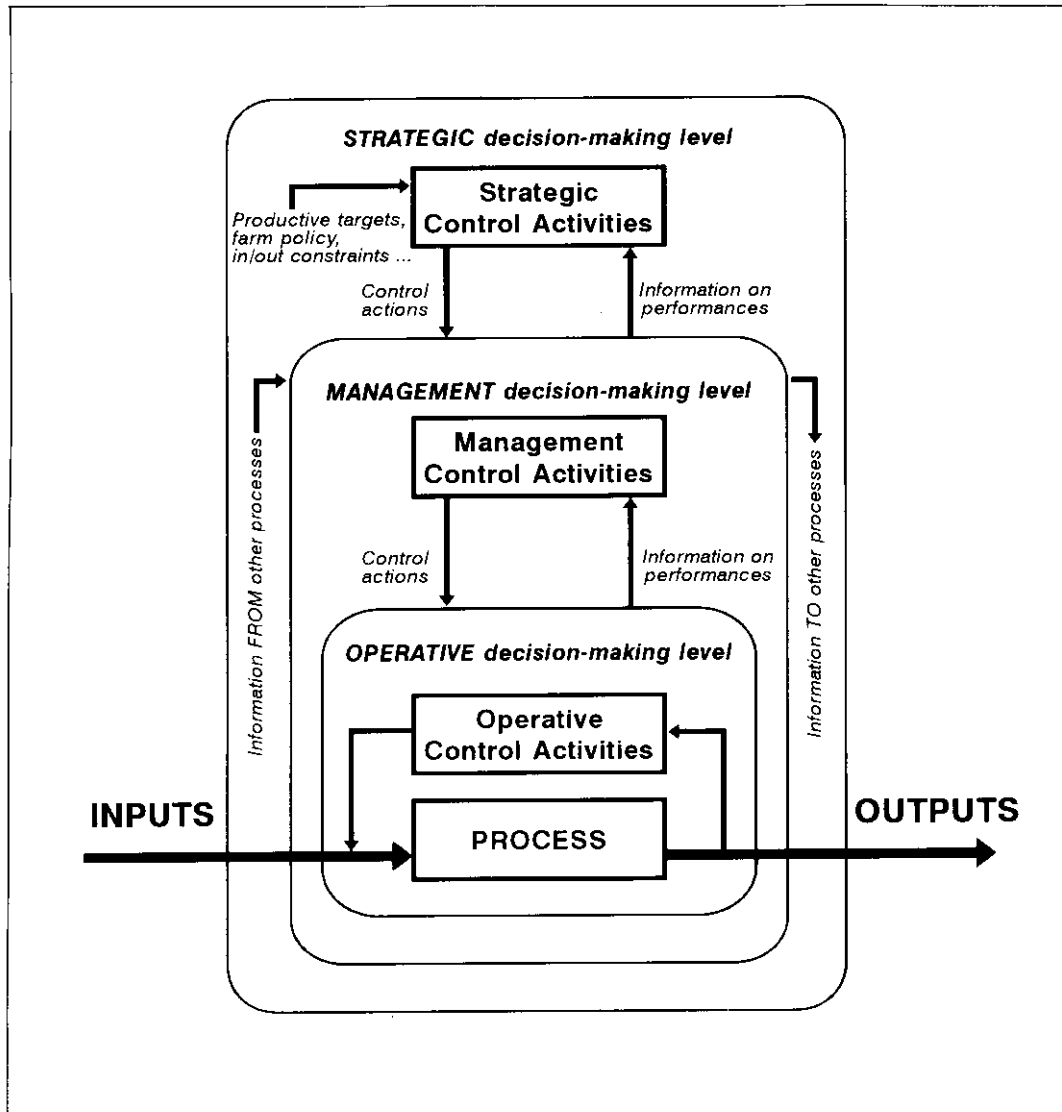 STRATEGIC decision-making level
Strategic
Control Activities
Productive targets,
farm policy,
in/out constraints ...
Control
actions
Information on
performances
MANAGEMENT decision-making level
Management
Control Activities
Information FROM other processes
Information TO other processes
Control
actions
Information on
performances
OPERATIVE decision-making level
Operative
Control Activities
INPUTS
PROCESS
OUTPUTS